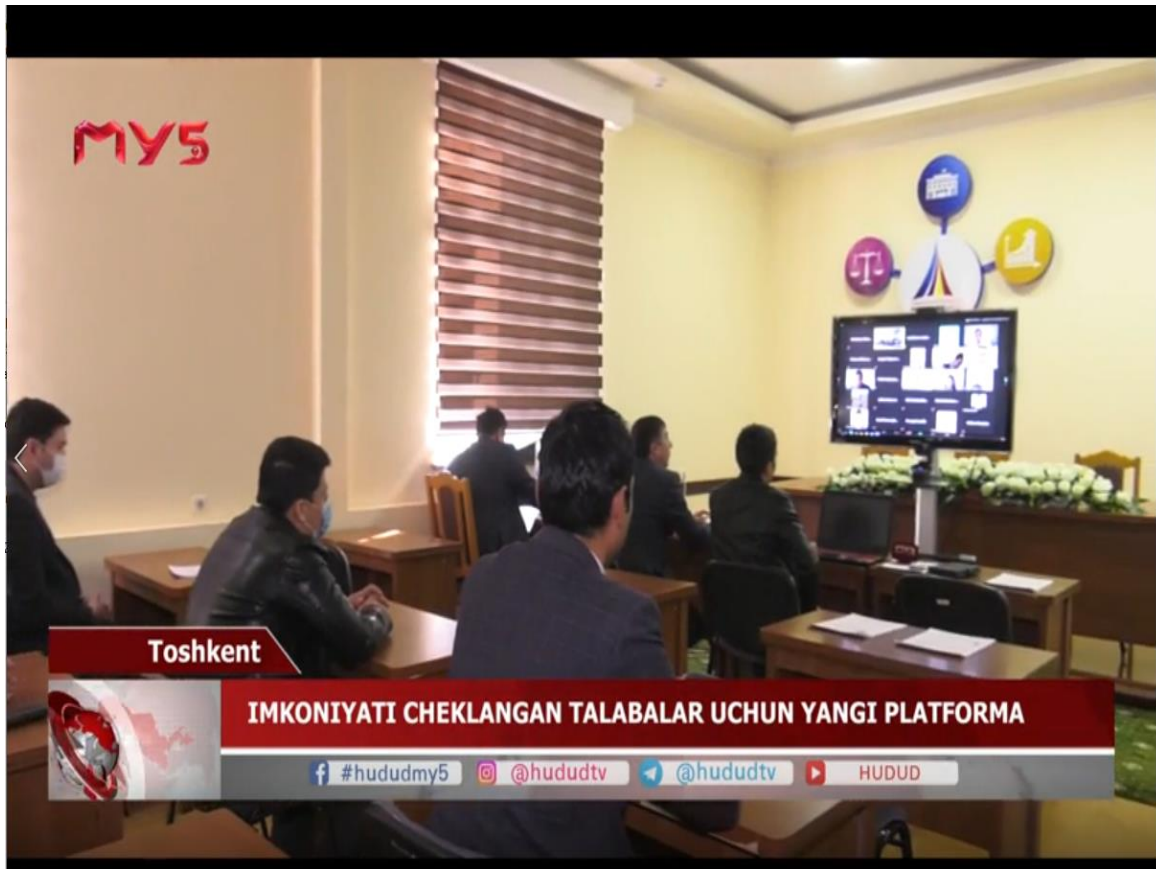 MY5
Toshkent
IMKONIYATI CHEKLANGAN TALABALAR UCHUN YANGI PLATFORMA
#hududmy5 @hududtv @hududtv HUDUD